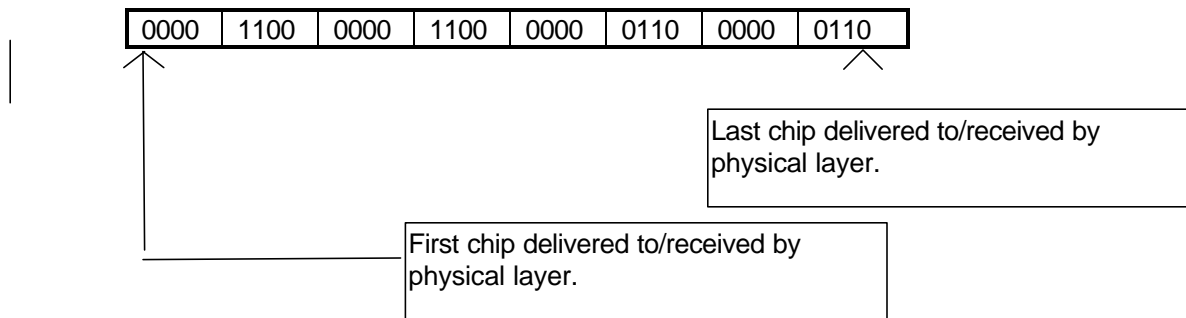 0000 1100 0000 1100 0000 0110 0000 0110
Last chip delivered to/received by
physical layer.
First chip delivered to/received by
physical layer.